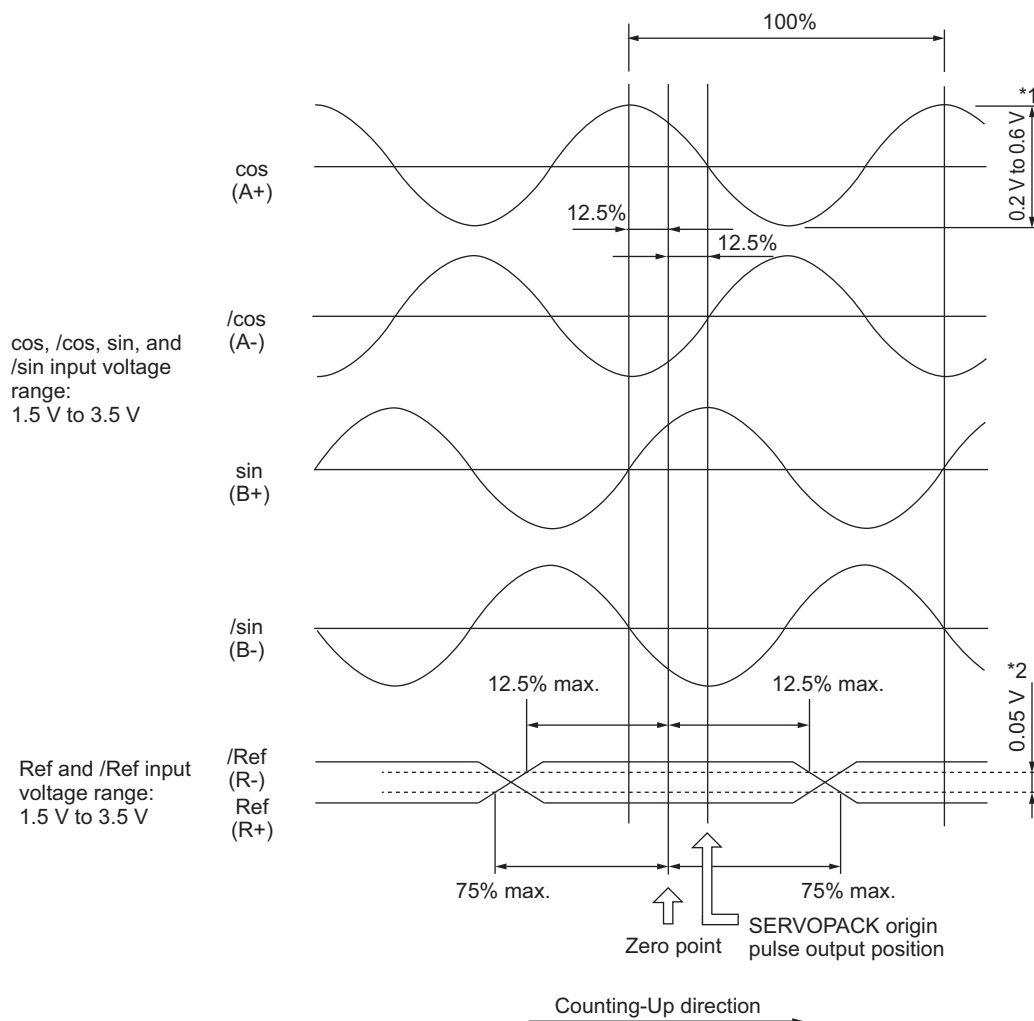 100%
*1
0.2 V to 0.6 V
cos
(A+)
12.5%
12.5%
/cos
(A-)
cos, /cos, sin, and
/sin input voltage
range:
1.5 V to 3.5 V
sin
(B+)
/sin
(B-)
*2
0.05 V
12.5% max.
12.5% max.
Ref and /Ref input
voltage range:
1.5 V to 3.5 V
/Ref
(R-)
Ref
(R+)
75% max.
75% max.
Zero point
SERVOPACK origin
pulse output position
Counting-Up direction